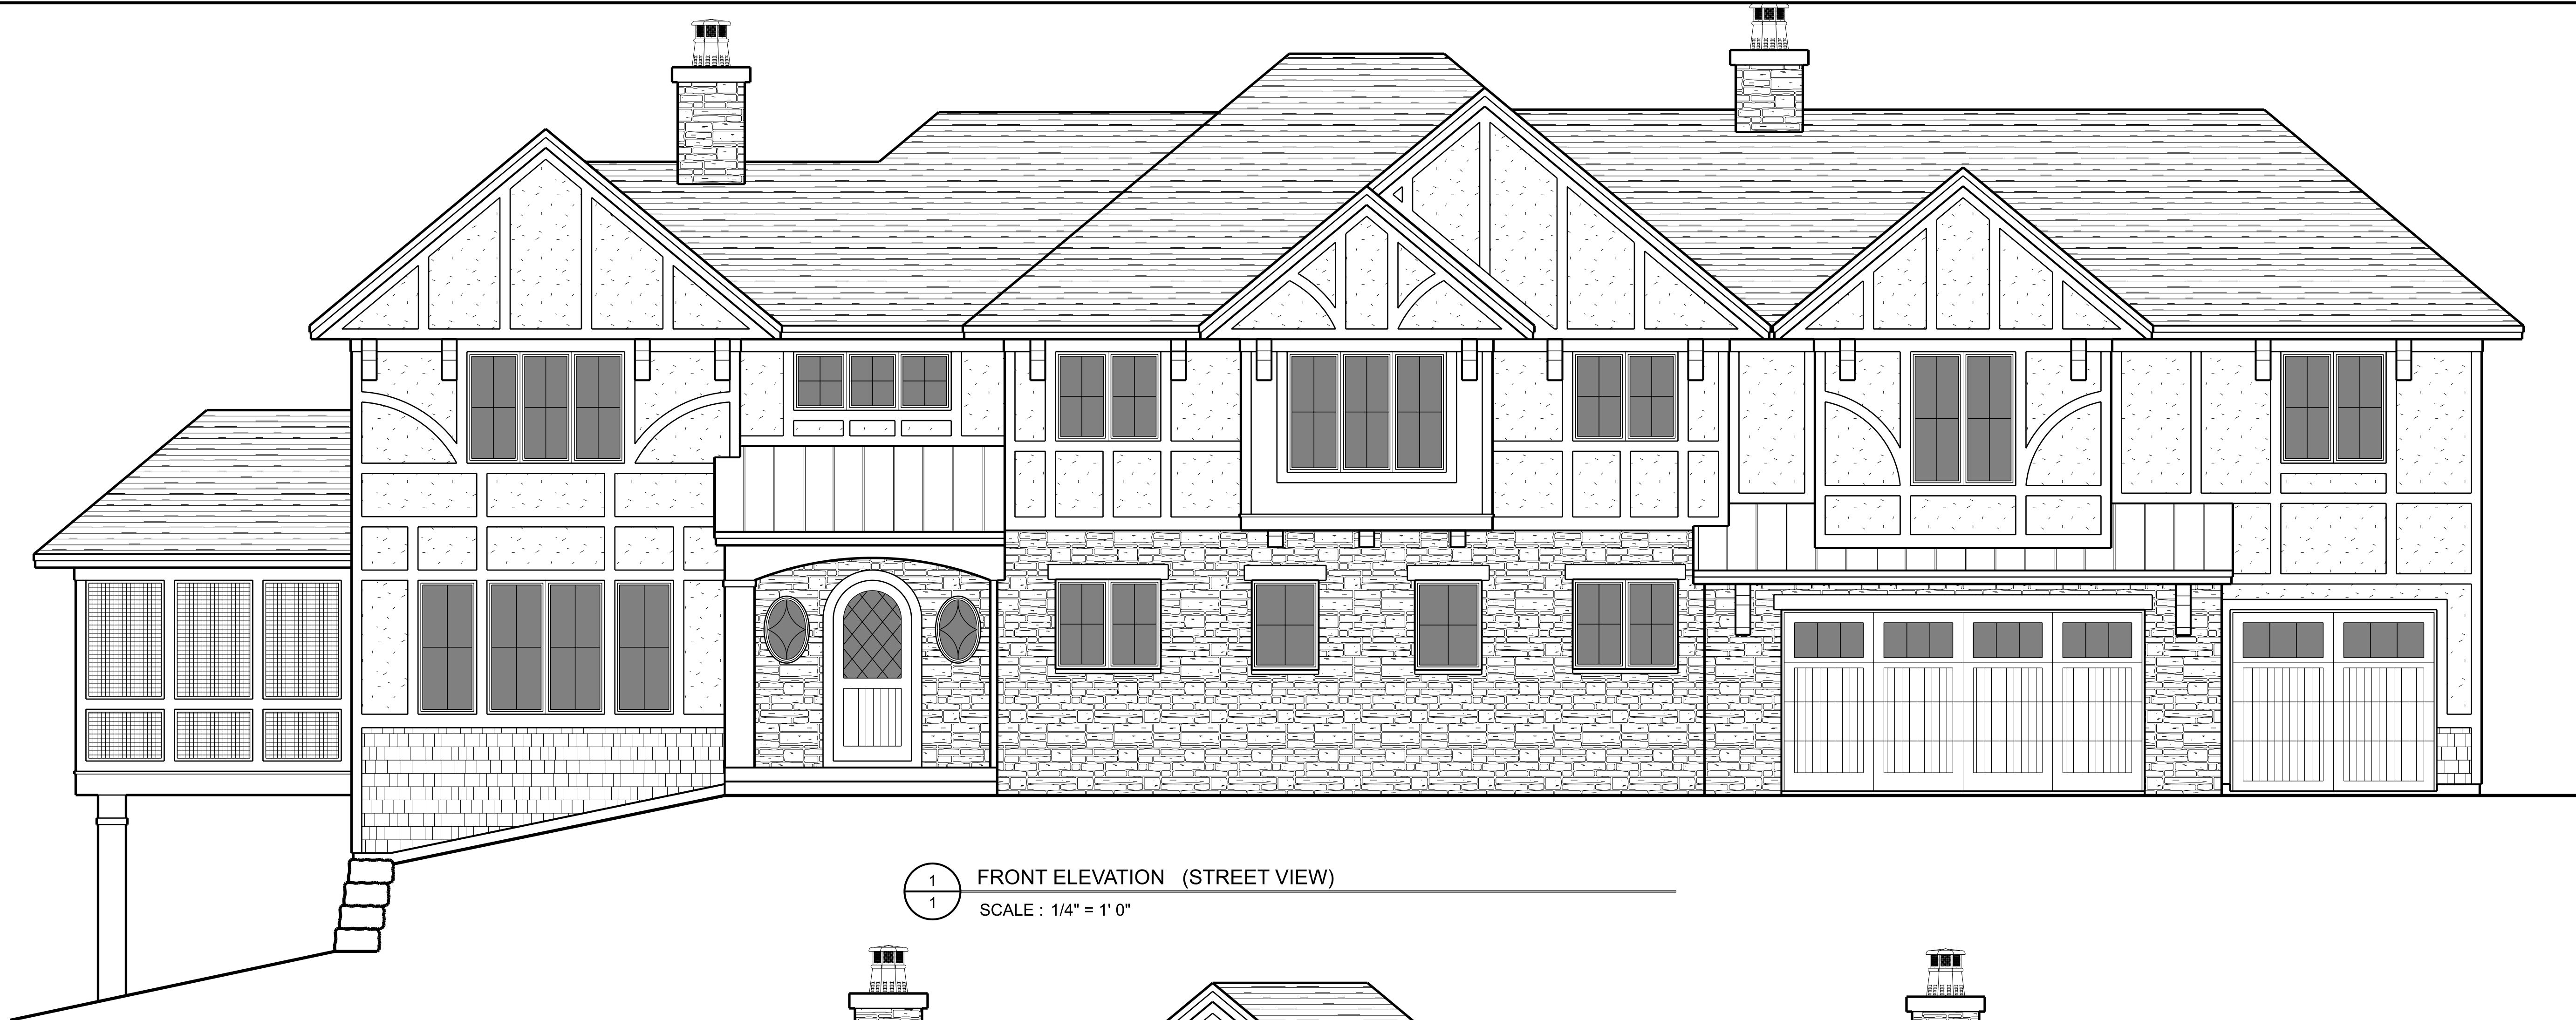 1
FRONT ELEVATION (STREET VIEW)
1
SCALE : 1/4" = 1' 0"